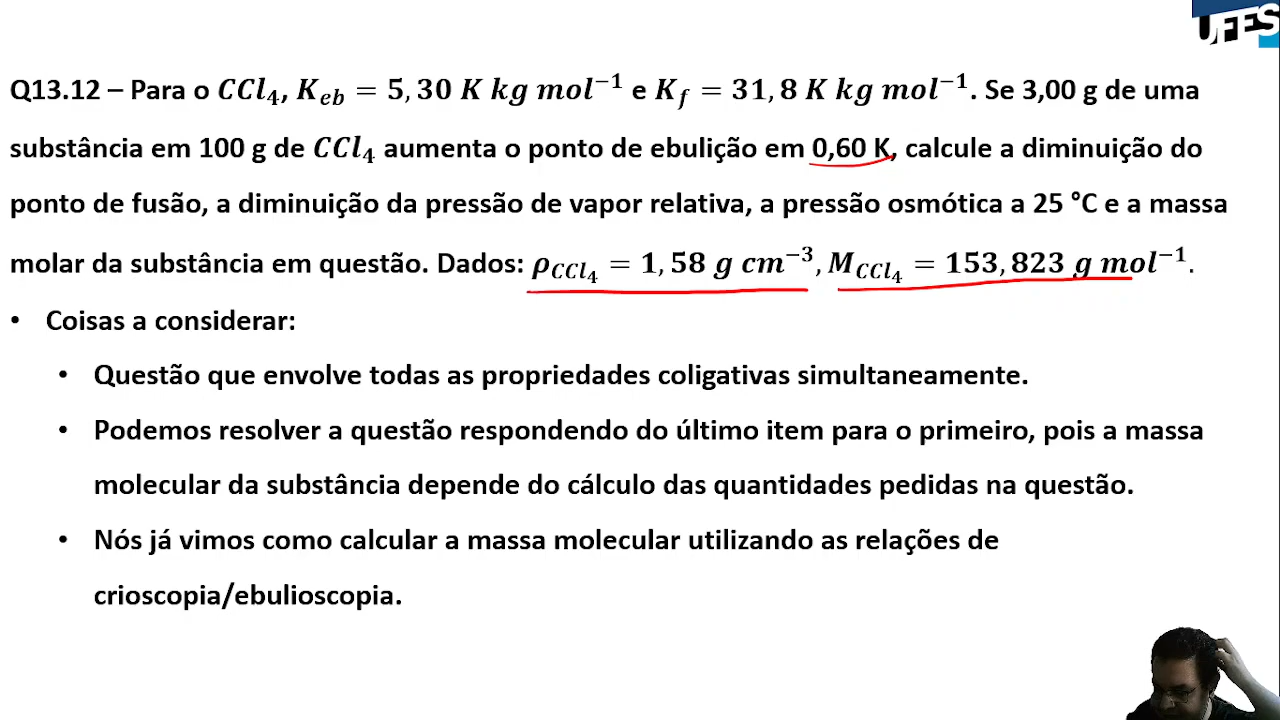 UFES
Q13.12 – Para o CCl₄, K_eb = 5,30 K kg mol⁻¹ e K_f = 31,8 K kg mol⁻¹. Se 3,00 g de uma
substância em 100 g de CCl₄ aumenta o ponto de ebulição em 0,60 K, calcule a diminuição do
ponto de fusão, a diminuição da pressão de vapor relativa, a pressão osmótica a 25 °C e a massa
molar da substância em questão. Dados: ρ_CCl₄ = 1,58 g cm⁻³, M_CCl₄ = 153,823 g mol⁻¹.
• Coisas a considerar:
• Questão que envolve todas as propriedades coligativas simultaneamente.
• Podemos resolver a questão respondendo do último item para o primeiro, pois a massa
molecular da substância depende do cálculo das quantidades pedidas na questão.
• Nós já vimos como calcular a massa molecular utilizando as relações de
crioscopia/ebulioscopia.